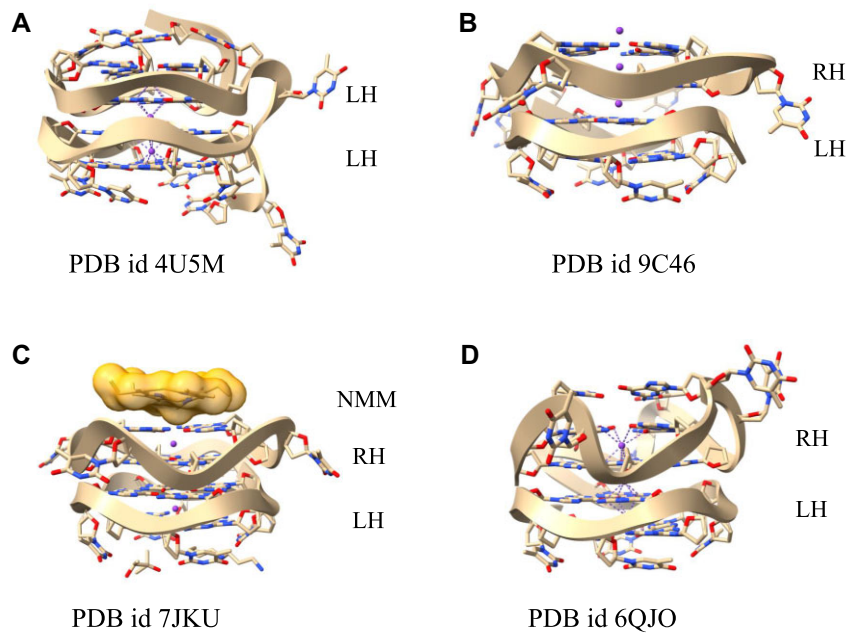 A
LH
LH
PDB id 4U5M
B
RH
LH
PDB id 9C46
C
NMM
RH
LH
PDB id 7JKU
D
RH
LH
PDB id 6QJO